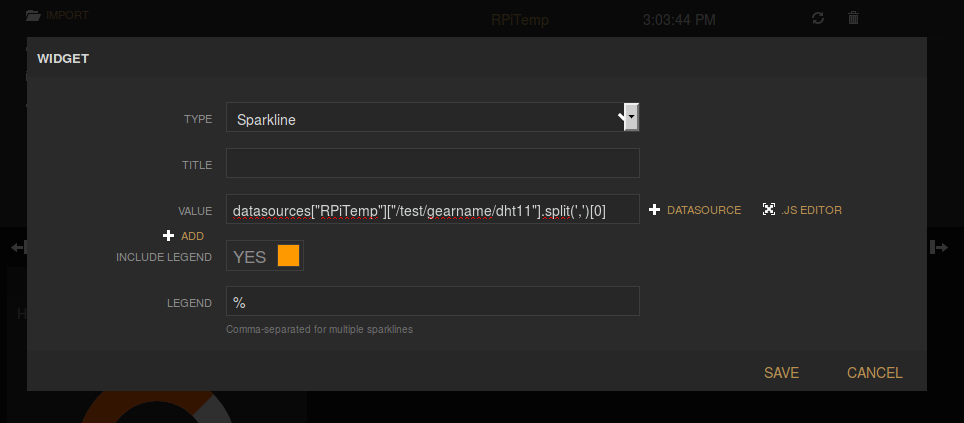 IMPORT
RPiTemp 3:03:44 PM
WIDGET
TYPE Sparkline
TITLE
VALUE datasources["RPiTemp"]["/test/gearname/dht11"].split(',')[0] DATASOURCE .JS EDITOR
ADD
INCLUDE LEGEND YES
LEGEND %
Comma-separated for multiple sparklines
SAVE CANCEL